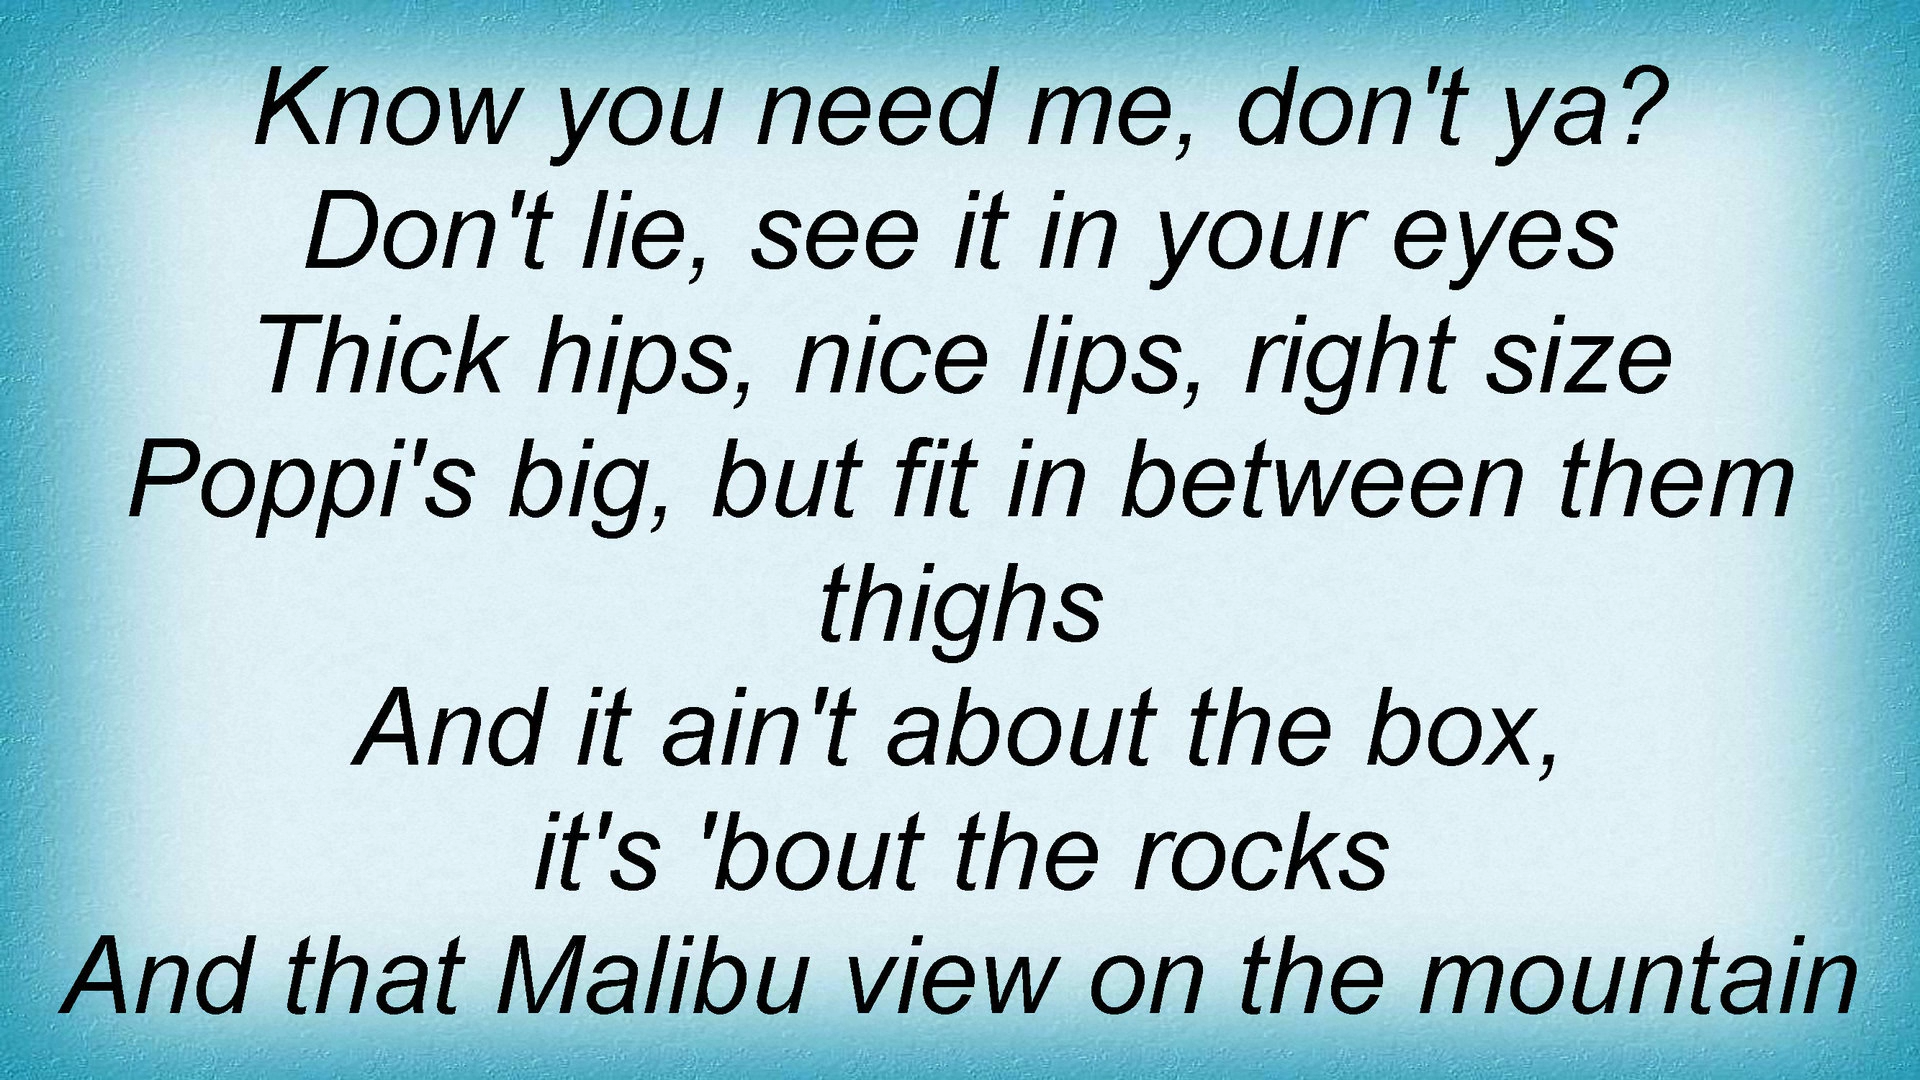 Know you need me, don't ya?
Don't lie, see it in your eyes
Thick hips, nice lips, right size
Poppi's big, but fit in between them
thighs
And it ain't about the box,
it's 'bout the rocks
And that Malibu view on the mountain